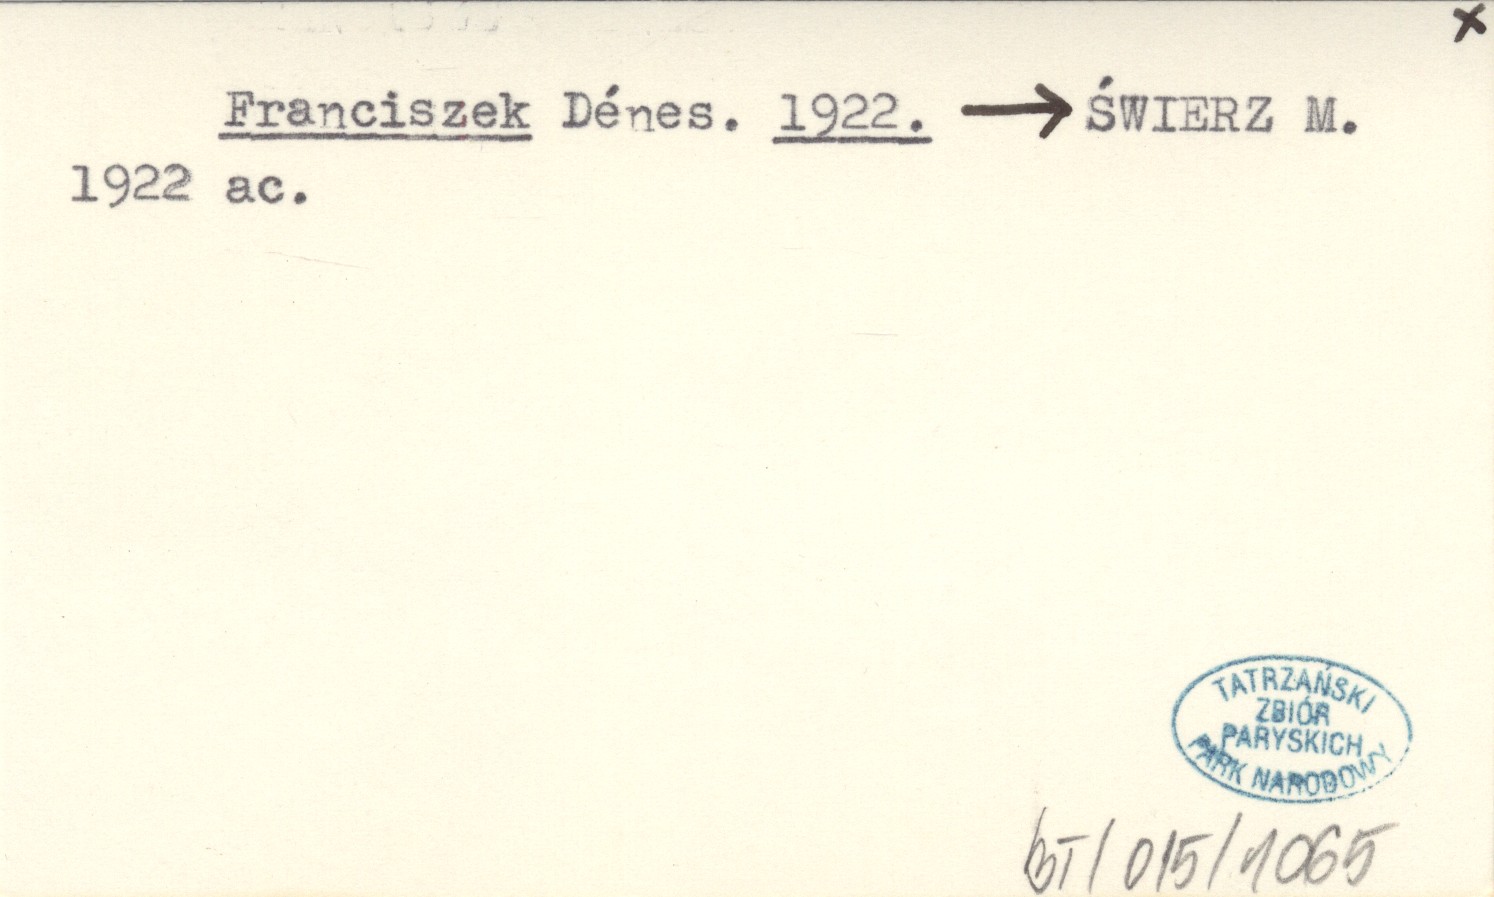 x
Franciszek Dénes. 1922. → ŚWIERZ M.
1922 ac.
TATRZAŃSKI
ZBIÓR
PARYSKICH
PARK NARODOWY
BT/015/1065